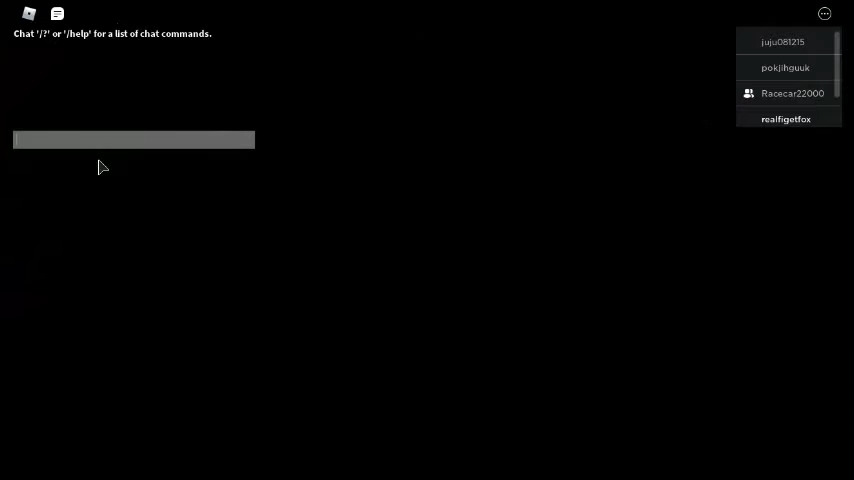 Chat '/?' or '/help' for a list of chat commands.
juju081215
pokjihguuk
Racecar22000
realfigetfox